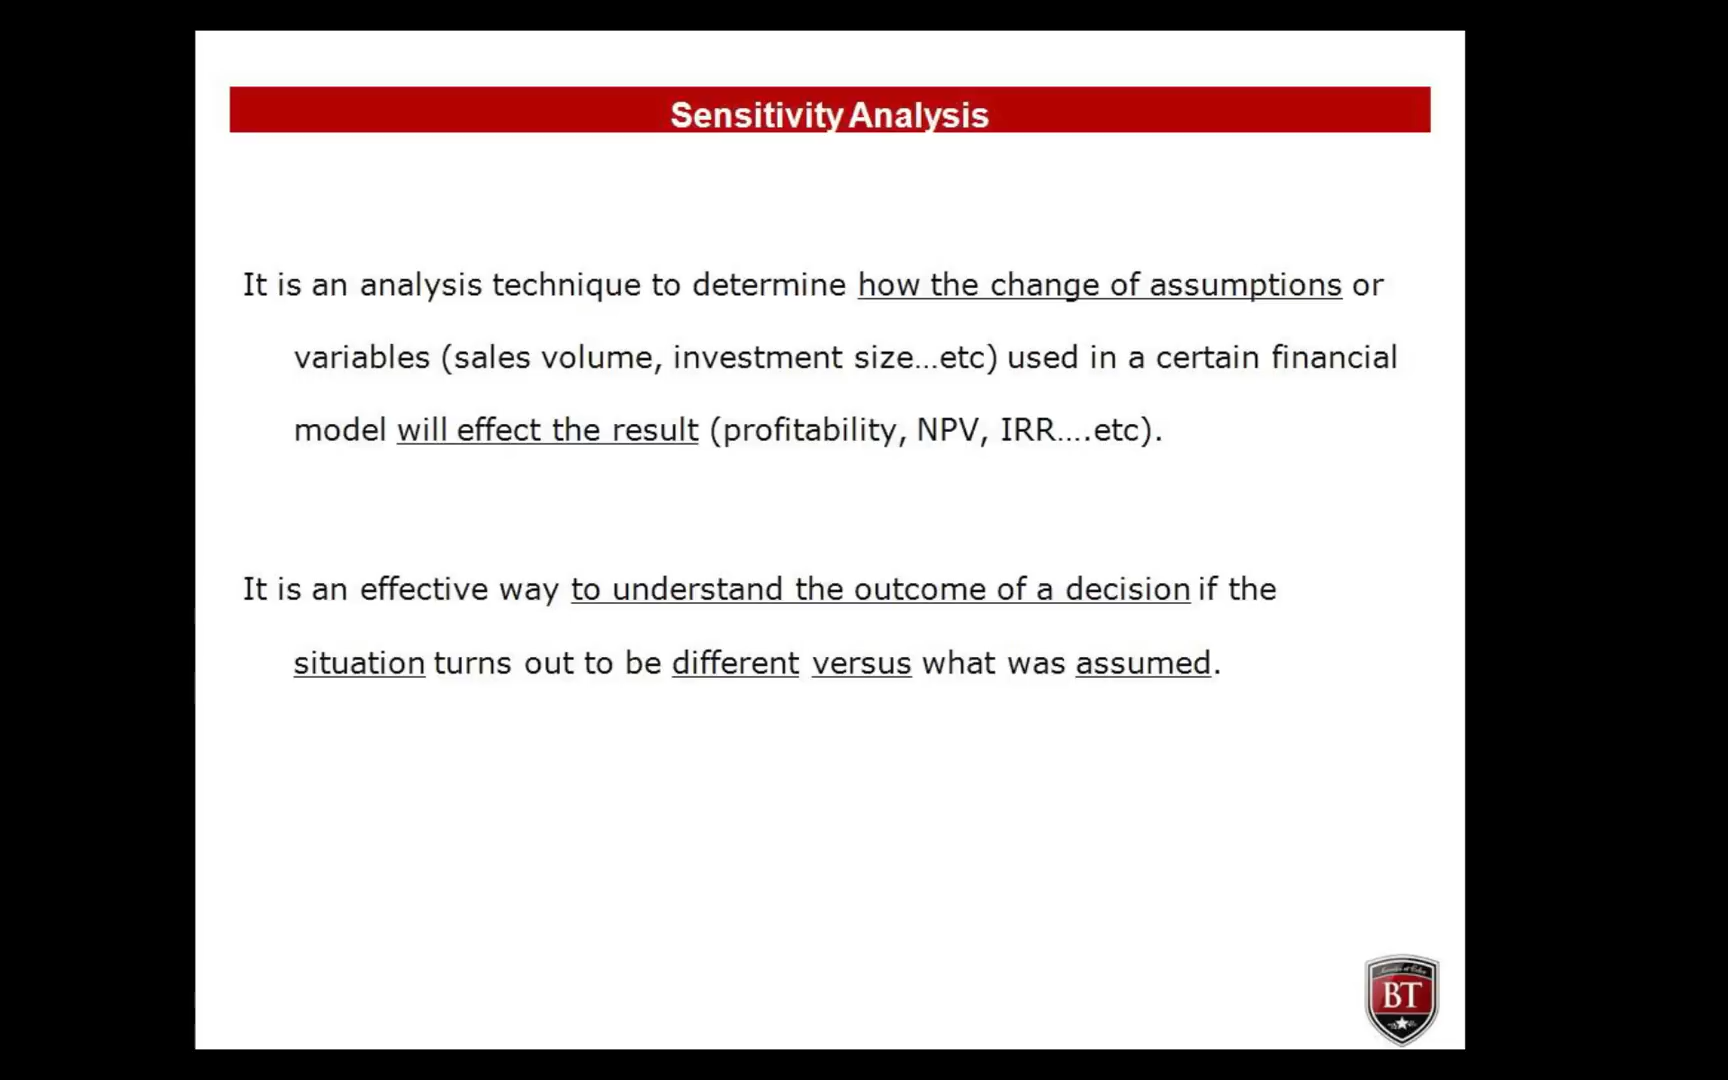 Sensitivity Analysis
It is an analysis technique to determine how the change of assumptions or
variables (sales volume, investment size...etc) used in a certain financial
model will effect the result (profitability, NPV, IRR....etc).
It is an effective way to understand the outcome of a decision if the
situation turns out to be different versus what was assumed.
BT